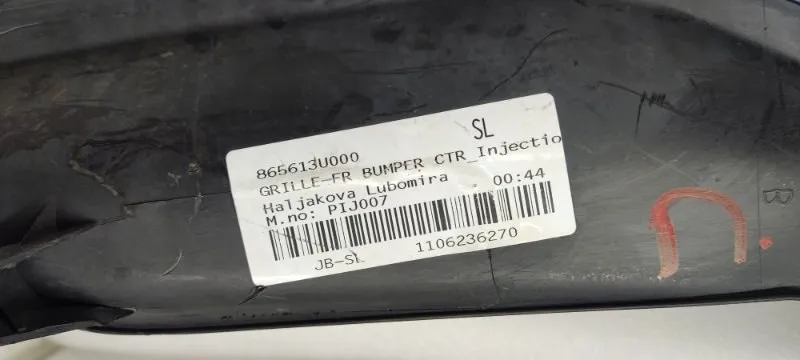 SL
865613U000
GRILLE-FR BUMPER CTR_Injectio
Haljakova Lubomira 00:44
M.no: PIJ007
JB-SL 1106236270
П.
B